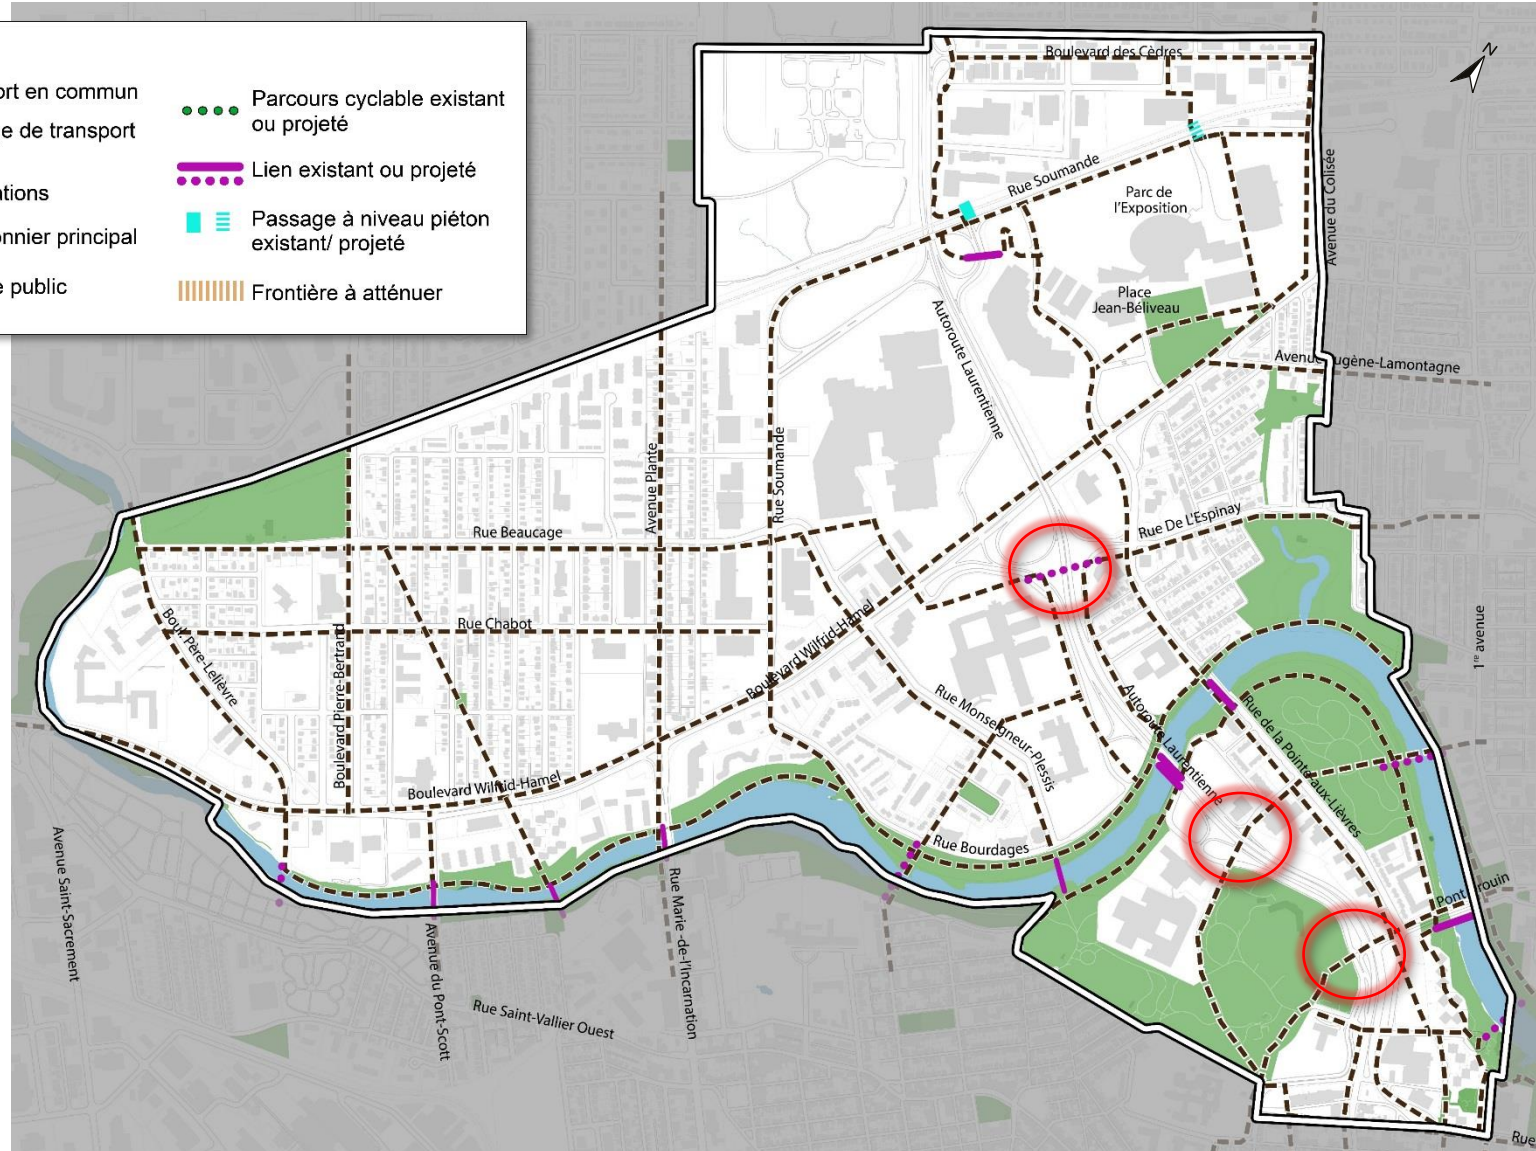 ort en commun
e de transport
ations
onnier principal
e public
Parcours cyclable existant
ou projeté
Lien existant ou projeté
Passage à niveau piéton
existant/ projeté
Frontière à atténuer
N
Boulevard des Cèdres
Rue Soumande
Parc de
l'Exposition
Avenue du Colisée
Place
Jean-Béliveau
Autoroute Laurentienne
Avenue Eugène-Lamontagne
Avenue Plante
Rue Soumande
Rue De L'Espinay
Rue Beaucage
Rue Chabot
Boul. Père-Lelièvre
Boulevard Pierre-Bertrand
Boulevard Wilfrid-Hamel
1re avenue
Rue Monseigneur-Plessis
Autoroute Laurentienne
Rue de la Pointe-aux-Lièvres
Boulevard Wilfrid-Hamel
Rue Bourdages
Avenue Saint-Sacrement
Avenue du Pont-Scott
Rue Marie-de-l'Incarnation
Pont Drouin
Rue Saint-Vallier Ouest
Rue